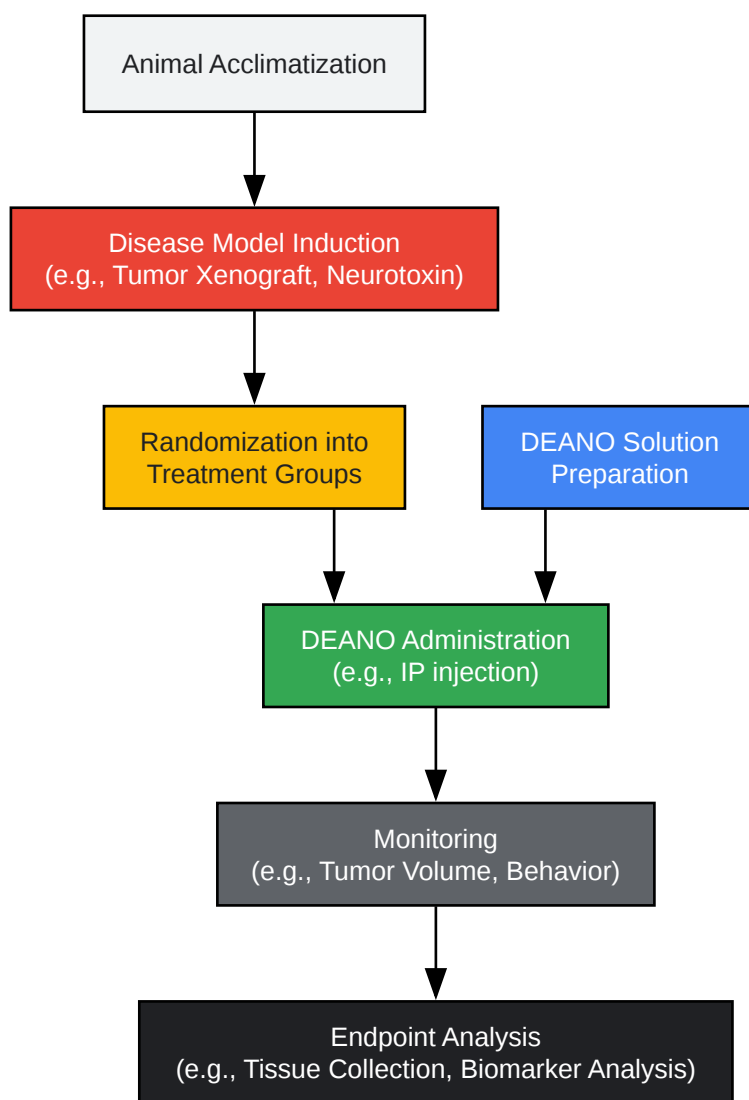 Animal Acclimatization
Disease Model Induction
(e.g., Tumor Xenograft, Neurotoxin)
Randomization into
Treatment Groups
DEANO Solution
Preparation
DEANO Administration
(e.g., IP injection)
Monitoring
(e.g., Tumor Volume, Behavior)
Endpoint Analysis
(e.g., Tissue Collection, Biomarker Analysis)